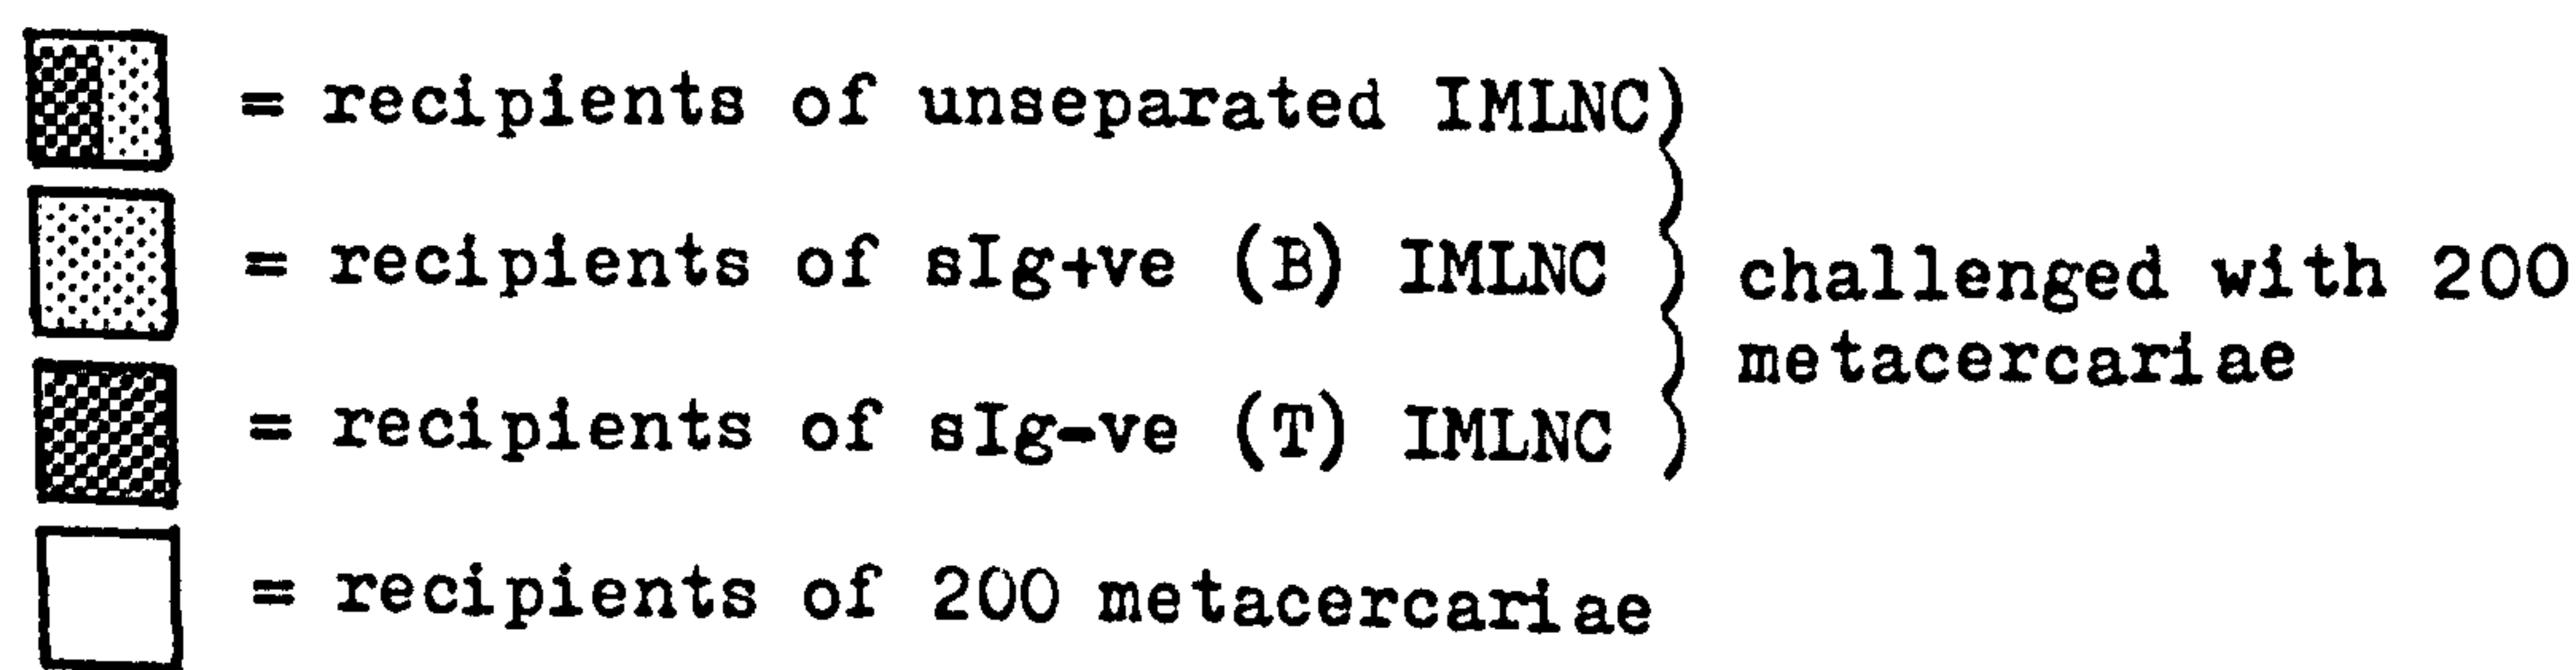 = recipients of unseparated IMLNC)
= recipients of sIg+ve (B) IMLNC ) challenged with 200
metacercariae
= recipients of sIg-ve (T) IMLNC )
= recipients of 200 metacercariae